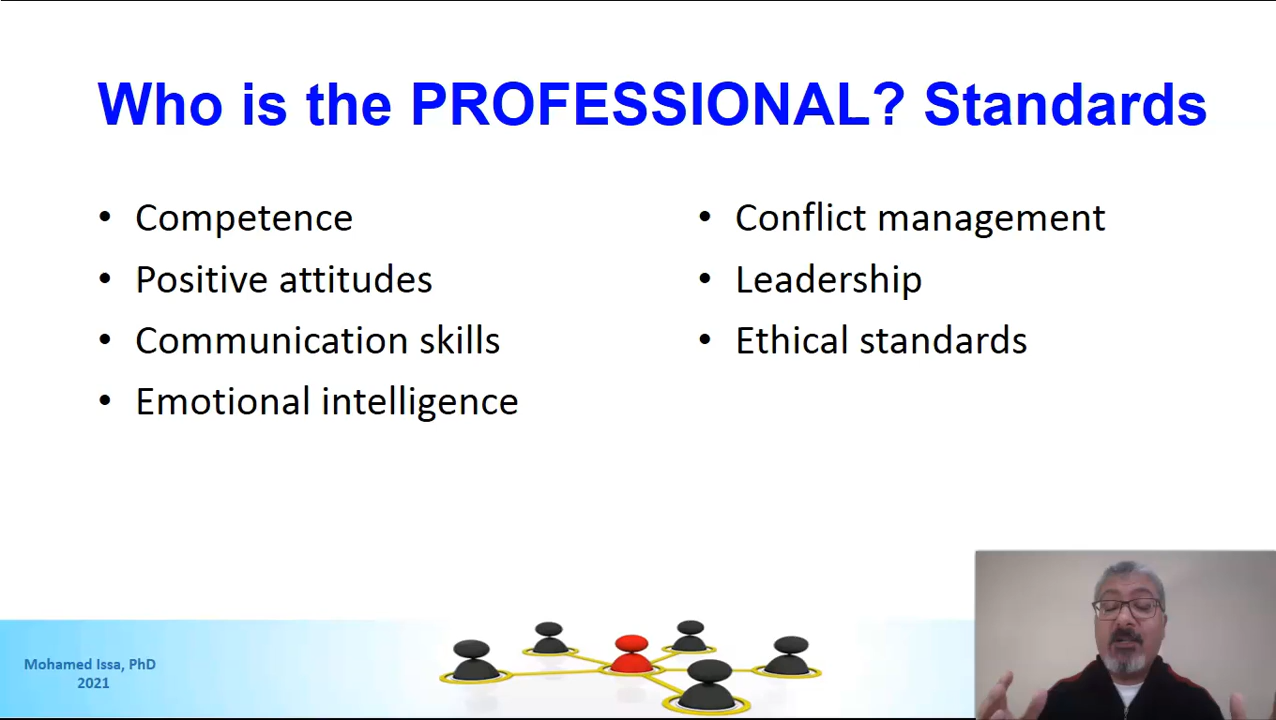 Who is the PROFESSIONAL? Standards
• Competence
• Positive attitudes
• Communication skills
• Emotional intelligence
• Conflict management
• Leadership
• Ethical standards
Mohamed Issa, PhD
2021